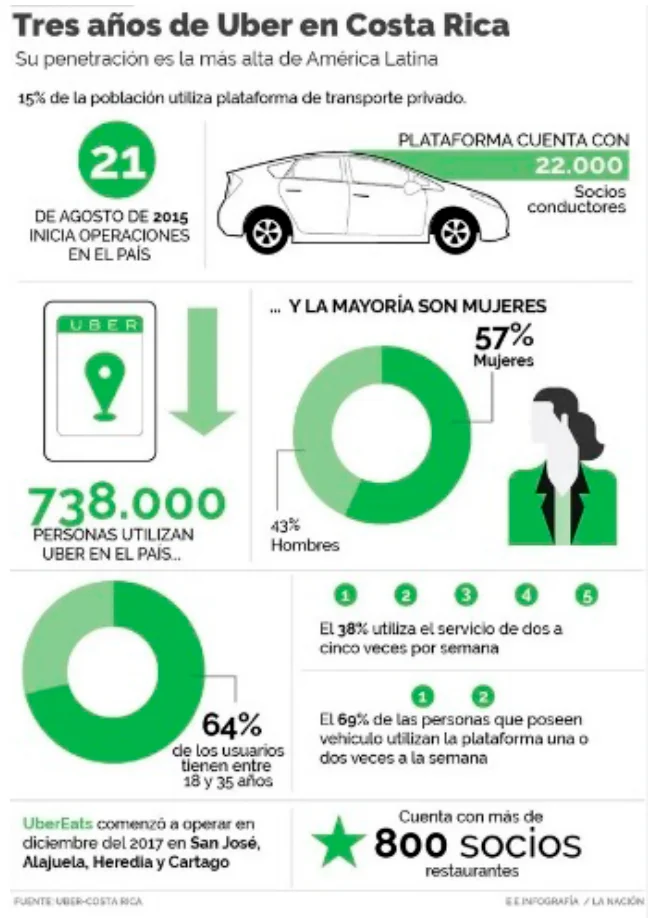 Tres años de Uber en Costa Rica
Su penetración es la más alta de América Latina
15% de la población utiliza plataforma de transporte privado.
21
DE AGOSTO DE 2015
INICIA OPERACIONES
EN EL PAÍS
PLATAFORMA CUENTA CON
22.000
Socios
conductores
UBER
738.000
PERSONAS UTILIZAN
UBER EN EL PAÍS...
... Y LA MAYORÍA SON MUJERES
57%
Mujeres
43%
Hombres
64%
de los usuarios
tienen entre
18 y 35 años
1 2 3 4 5
El 38% utiliza el servicio de dos a
cinco veces por semana
1 2
El 69% de las personas que poseen
vehículo utilizan la plataforma una o
dos veces a la semana
UberEats comenzó a operar en
diciembre del 2017 en San José,
Alajuela, Heredia y Cartago
Cuenta con más de
800 socios
restaurantes
FUENTE: UBER-COSTA RICA
E.E.INFOGRAFÍA / LA NACIÓN